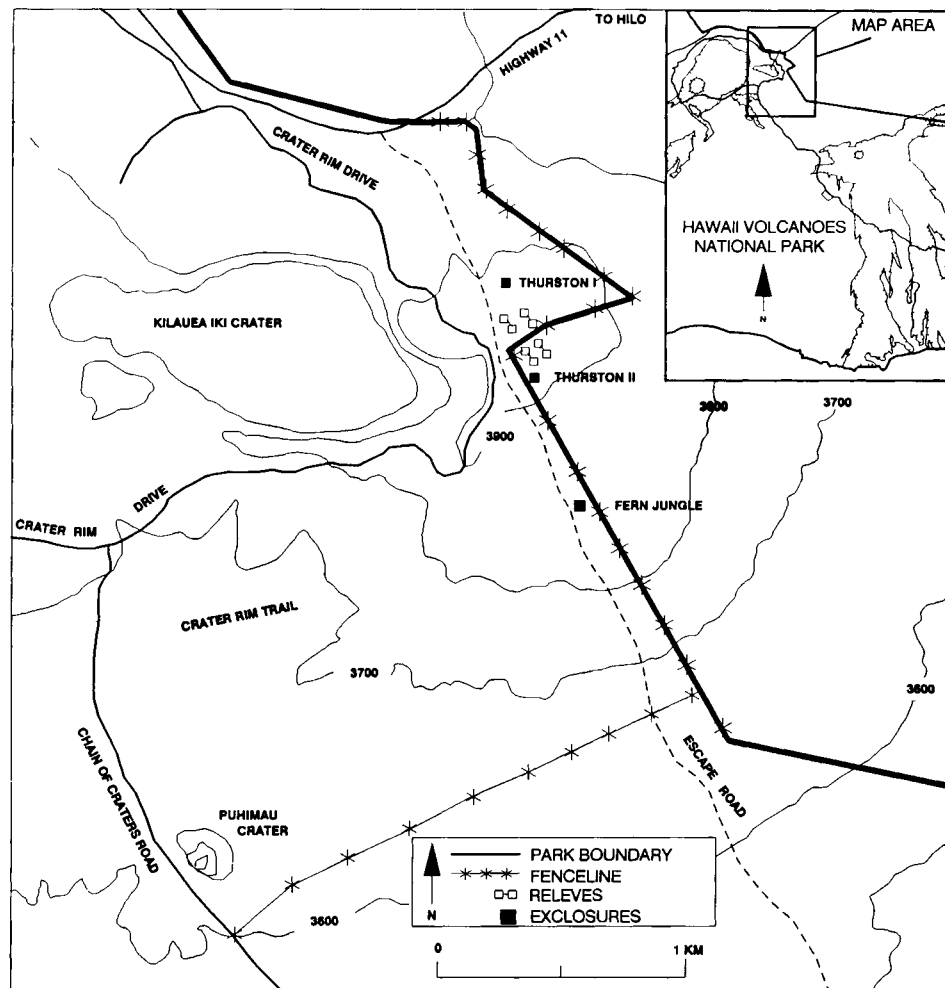 TO HILO
HIGHWAY 11
MAP AREA
CRATER RIM DRIVE
HAWAII VOLCANOES
NATIONAL PARK
N
THURSTON I
KILAUEA IKI CRATER
THURSTON II
3900
3800
3700
FERN JUNGLE
CRATER RIM
DRIVE
CRATER RIM TRAIL
3700
3600
CHAIN OF CRATERS ROAD
ESCAPE ROAD
PUHIMAU
CRATER
3600
PARK BOUNDARY
FENCELINE
RELEVES
EXCLOSURES
N
0
1 KM